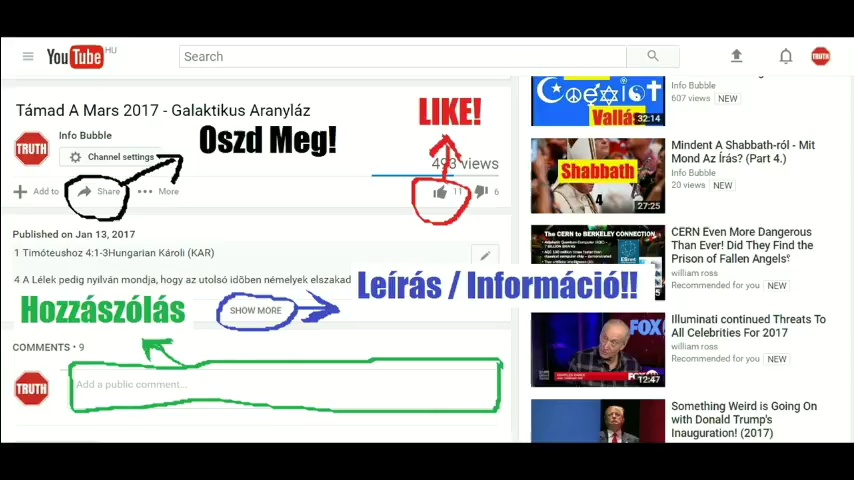 YouTube HU
Search
TRUTH
Támad A Mars 2017 - Galaktikus Aranyláz
TRUTH
Info Bubble
Channel settings
Oszd Meg!
LIKE!
493 views
Add to
Share
More
11
6
Published on Jan 13, 2017
1 Timóteushoz 4:1-3Hungarian Károli (KAR)
4 A Lélek pedig nyilván mondja, hogy az utolsó időben némelyek elszakad
Leírás / Információ!!
Hozzászólás
SHOW MORE
COMMENTS • 9
TRUTH
Add a public comment...
Coexist
Vallás
32:14
Info Bubble
607 views NEW
Shabbath
4
27:25
Mindent A Shabbath-ról - Mit
Mond Az Írás? (Part 4.)
Info Bubble
20 views NEW
The CERN to BERKELEY CONNECTION
CERN Even More Dangerous
Than Ever! Did They Find the
Prison of Fallen Angels
william ross
Recommended for you NEW
FOX
12:47
Illuminati continued Threats To
All Celebrities For 2017
william ross
Recommended for you NEW
Something Weird is Going On
with Donald Trump's
Inauguration! (2017)